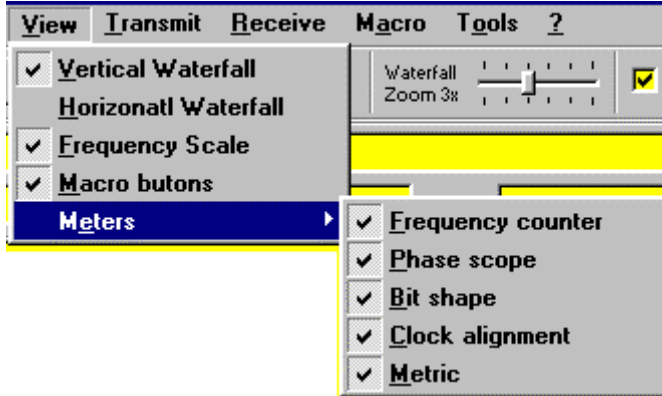 View Transmit Receive Macro Tools ?
Vertical Waterfall
Horizonatl Waterfall
Frequency Scale
Macro butons
Meters
Waterfall
Zoom 3x
Frequency counter
Phase scope
Bit shape
Clock alignment
Metric